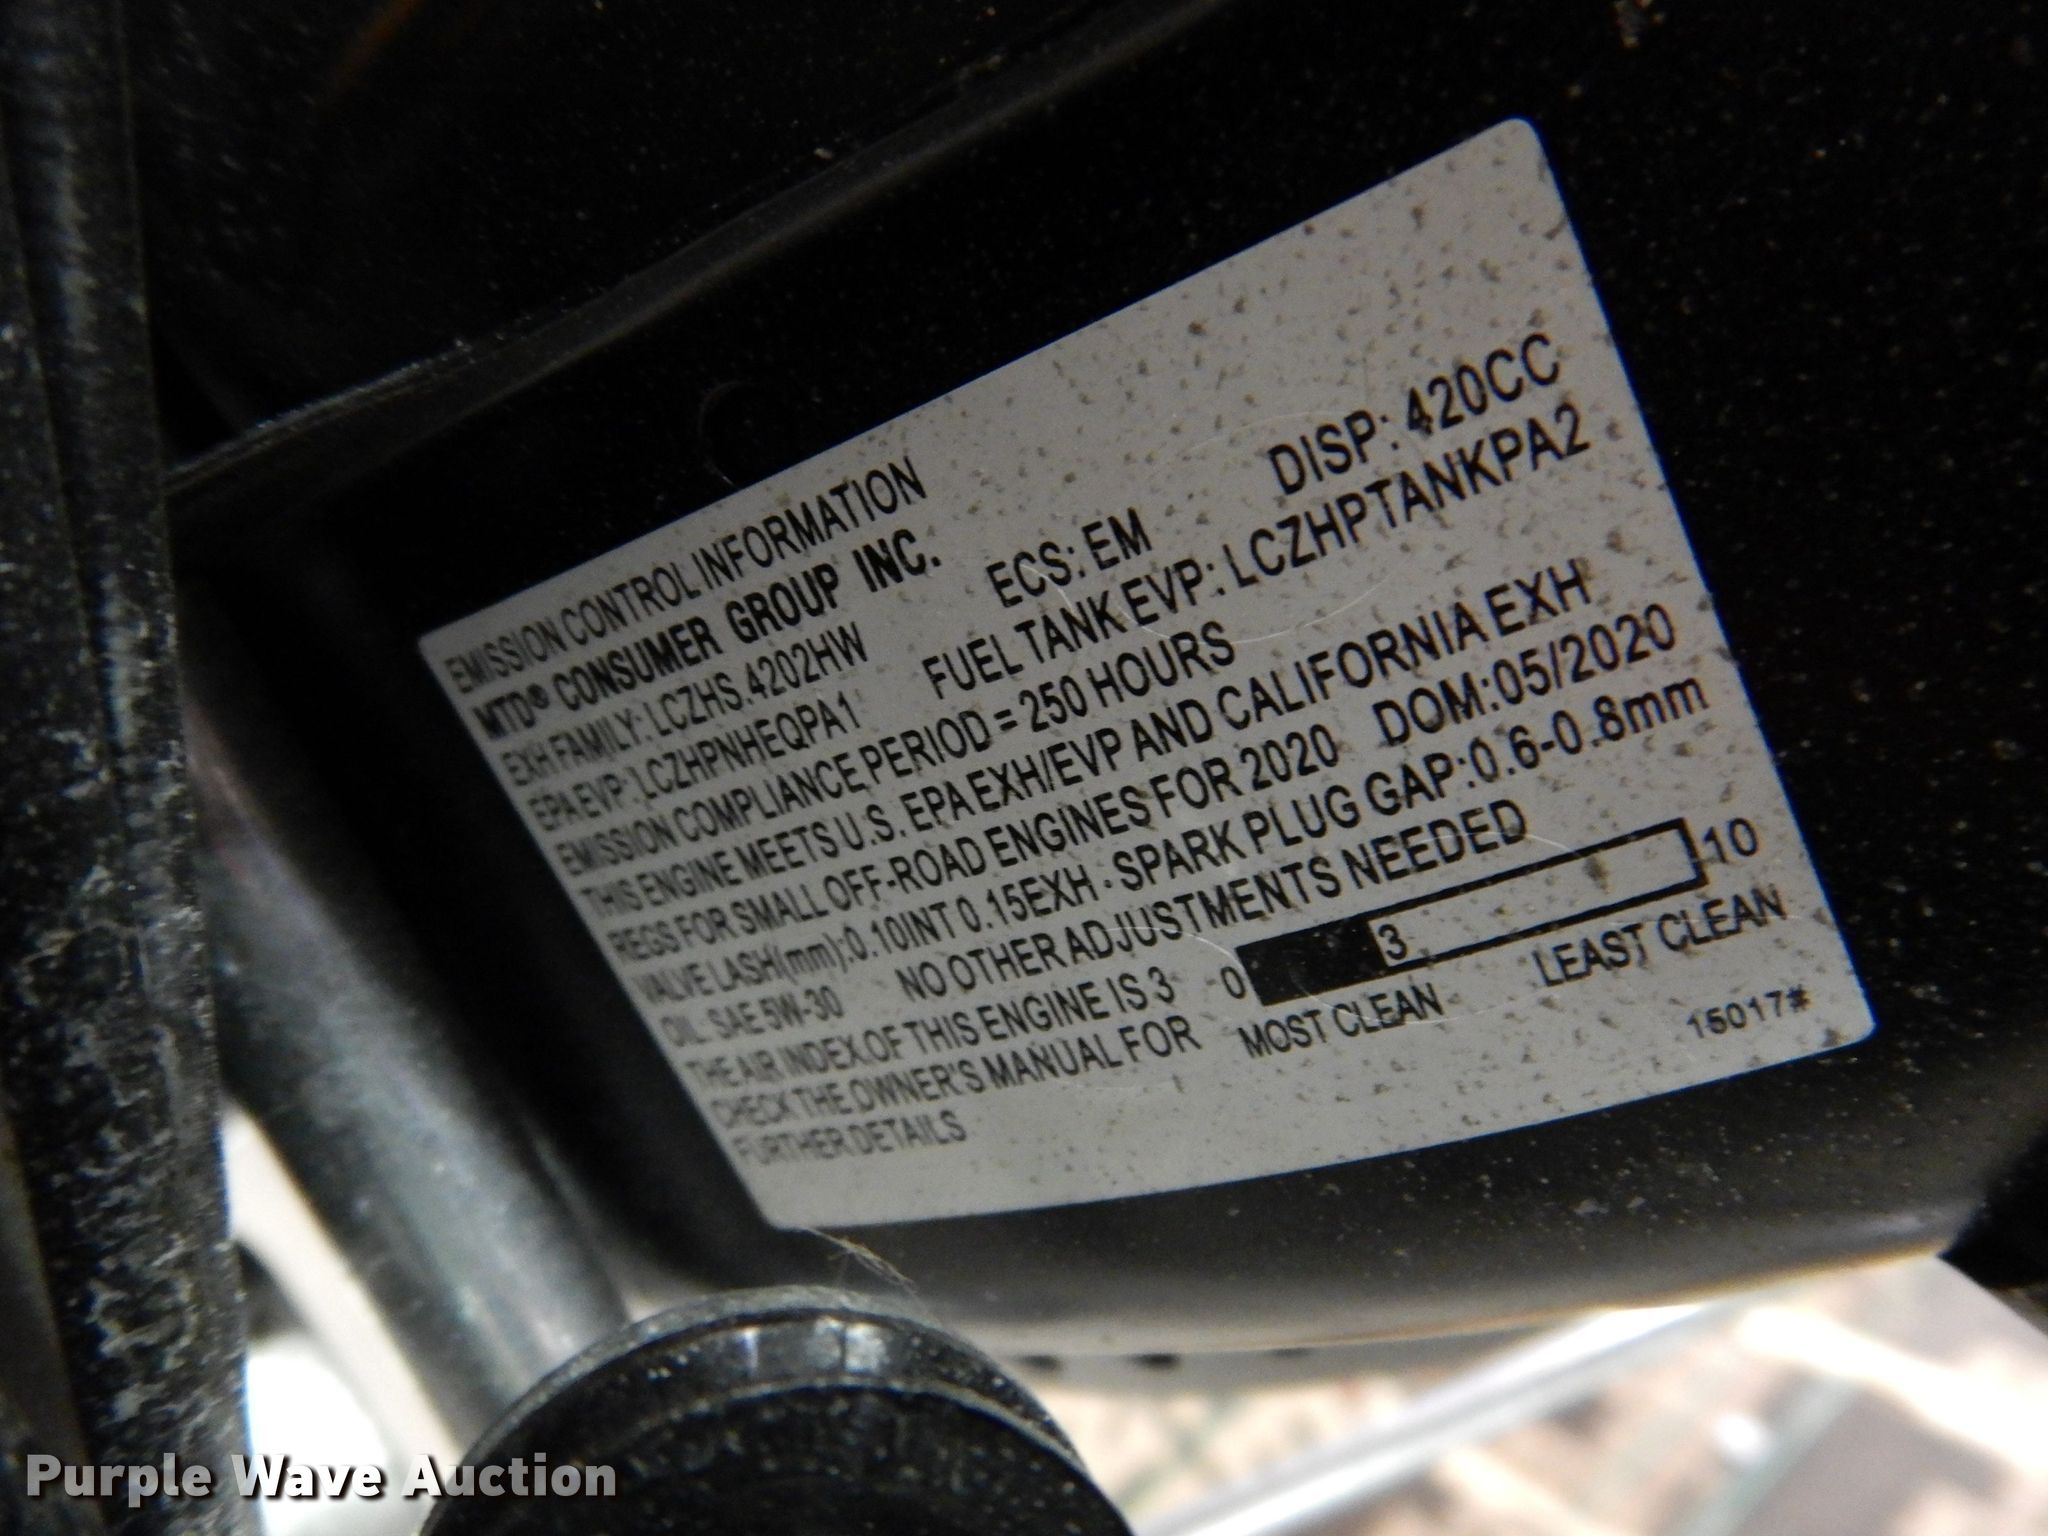 EMISSION CONTROL INFORMATION
MTD® CONSUMER GROUP INC.
EXH FAMILY: LCZHS.4202HW ECS: EM DISP: 420CC
EPA EVP: LCZHPNHEQPA1 FUEL TANK EVP: LCZHPTANKPA2
EMISSION COMPLIANCE PERIOD = 250 HOURS
THIS ENGINE MEETS U.S. EPA EXH/EVP AND CALIFORNIA EXH
REGS FOR SMALL OFF-ROAD ENGINES FOR 2020 DOM:05/2020
VALVE LASH(mm):0.10INT 0.15EXH · SPARK PLUG GAP:0.6-0.8mm
OIL: SAE 5W-30 NO OTHER ADJUSTMENTS NEEDED
THE AIR INDEX OF THIS ENGINE IS 3 0 3 10
CHECK THE OWNER'S MANUAL FOR MOST CLEAN LEAST CLEAN
FURTHER DETAILS
15017#
Purple Wave Auction